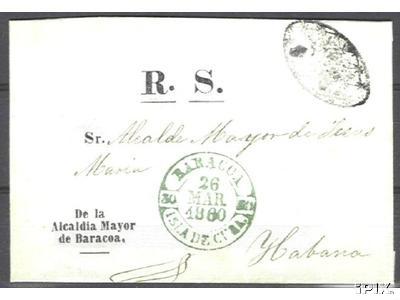 R. S.
Sr. Alcalde Mayor de Jesus
Maria
BARACOA
26
MAR
1860
ISLA DE CUBA
De la
Alcaldia Mayor
de Baracoa.
Habana
iPIX